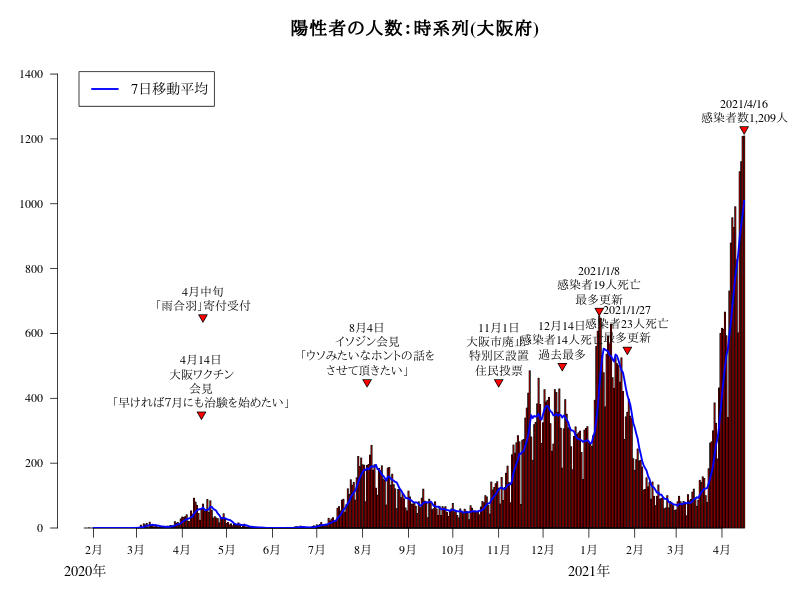 陽性者の人数：時系列(大阪府)
7日移動平均
1400
1200
1000
800
600
400
200
0
2021/4/16
感染者数1,209人
2021/1/8
感染者19人死亡
最多更新
2021/1/27
感染者23人死亡
最多更新
4月中旬
「雨合羽」寄付受付
4月14日
大阪ワクチン
会見
「早ければ7月にも治験を始めたい」
8月4日
イソジン会見
「ウソみたいなホントの話を
させて頂きたい」
11月1日
大阪市廃止
特別区設置
住民投票
12月14日
感染者14人死亡
過去最多
2月 3月 4月 5月 6月 7月 8月 9月 10月 11月 12月 1月 2月 3月 4月
2020年 2021年